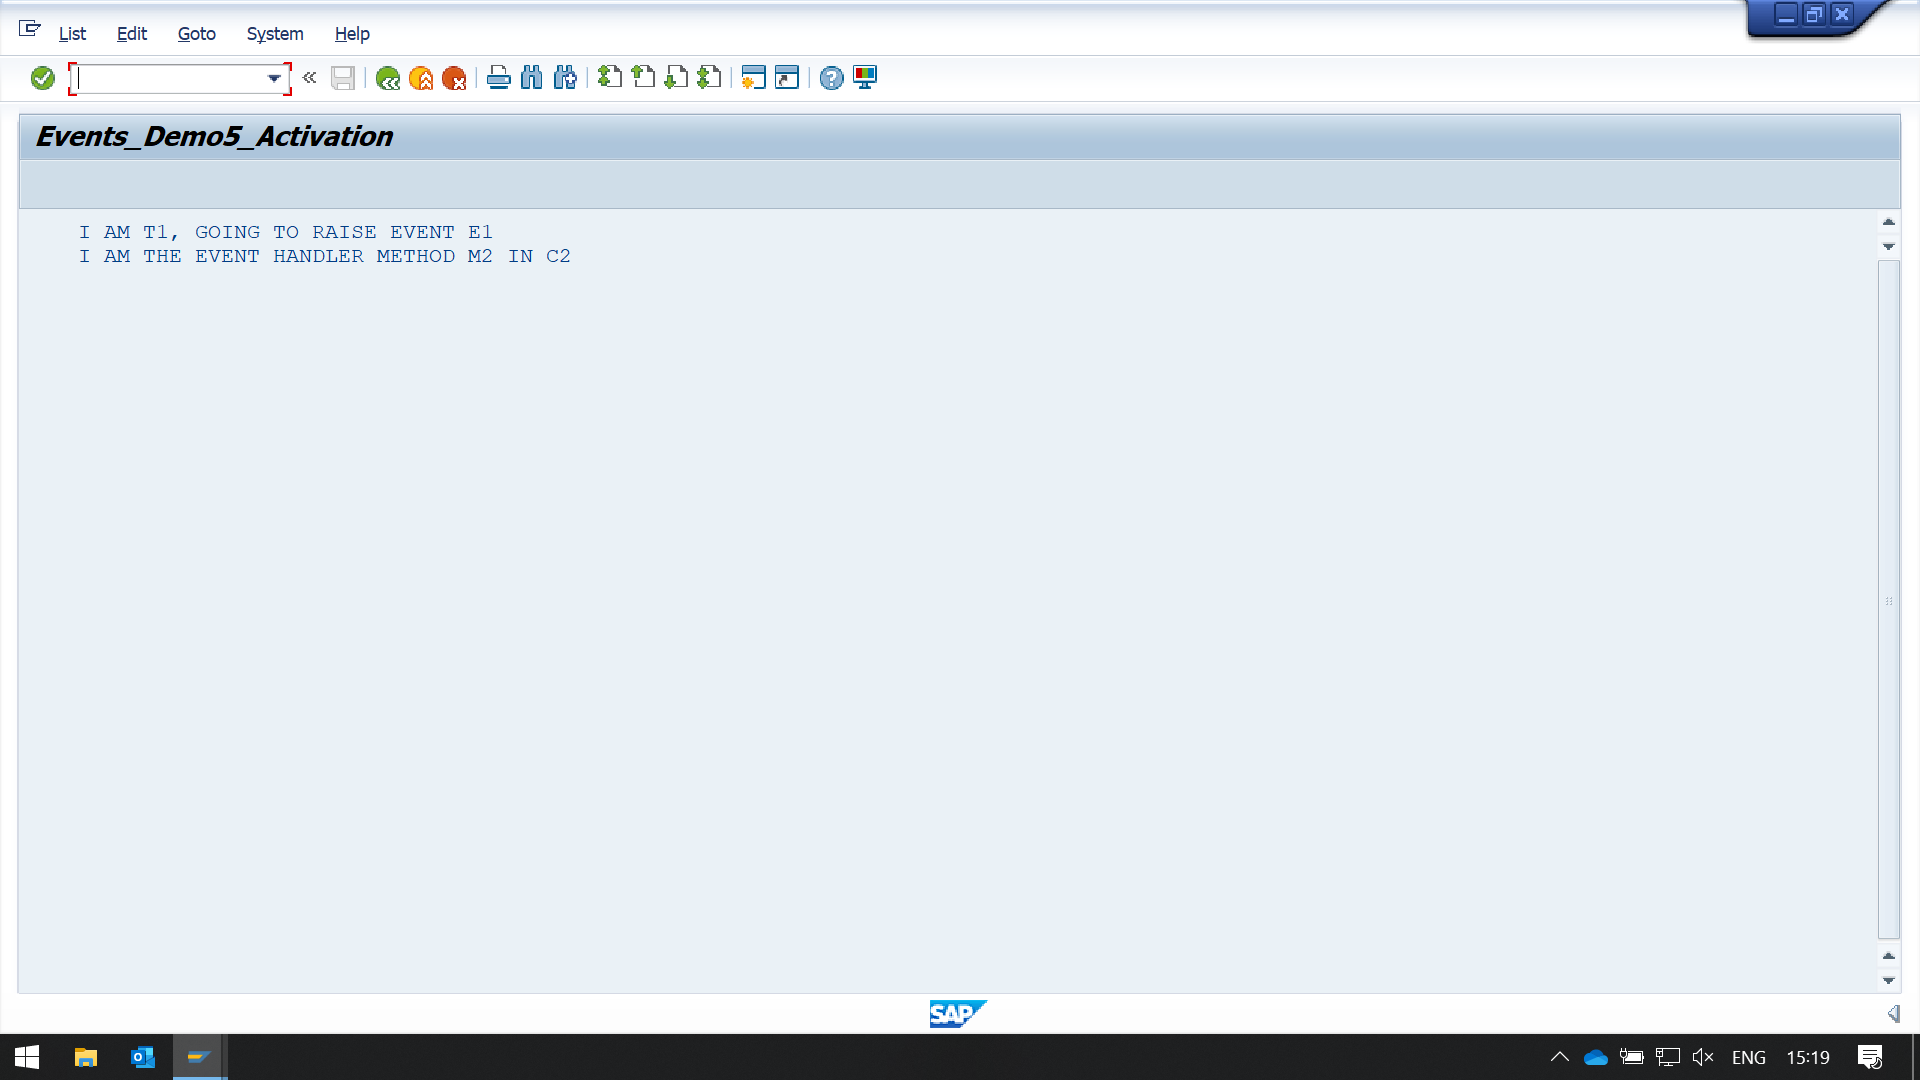 List Edit Goto System Help
Events_Demo5_Activation
I AM T1, GOING TO RAISE EVENT E1
I AM THE EVENT HANDLER METHOD M2 IN C2
SAP
ENG 15:19